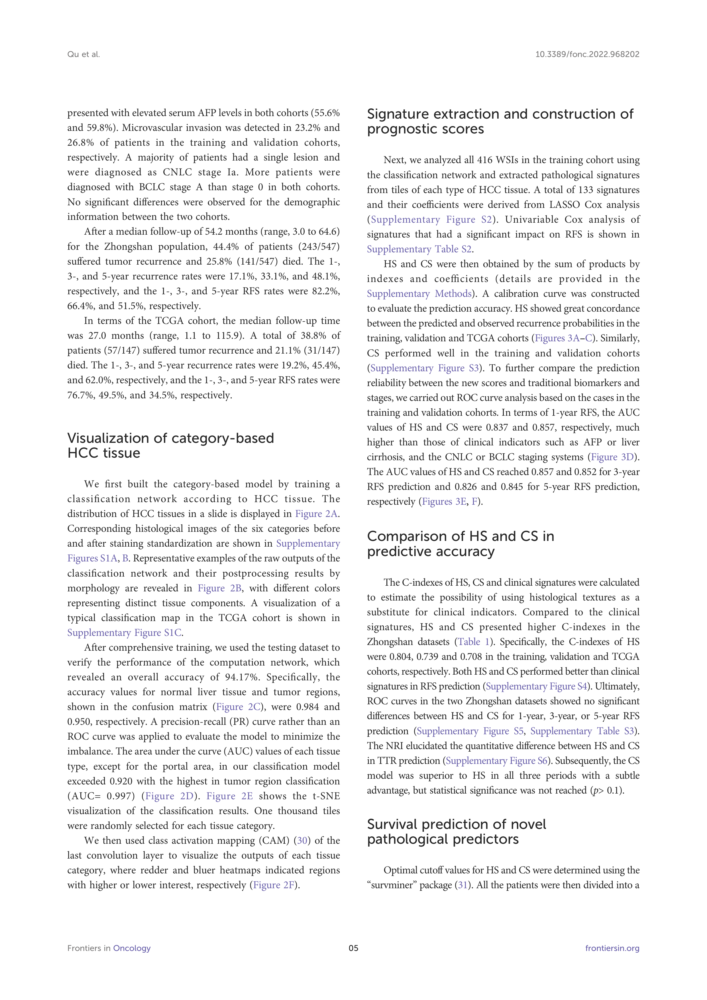 Qu et al.
10.3389/fonc.2022.968202
presented with elevated serum AFP levels in both cohorts (55.6%
and 59.8%). Microvascular invasion was detected in 23.2% and
26.8% of patients in the training and validation cohorts,
respectively. A majority of patients had a single lesion and
were diagnosed as CNLC stage Ia. More patients were
diagnosed with BCLC stage A than stage 0 in both cohorts.
No significant differences were observed for the demographic
information between the two cohorts.
After a median follow-up of 54.2 months (range, 3.0 to 64.6)
for the Zhongshan population, 44.4% of patients (243/547)
suffered tumor recurrence and 25.8% (141/547) died. The 1-,
3-, and 5-year recurrence rates were 17.1%, 33.1%, and 48.1%,
respectively, and the 1-, 3-, and 5-year RFS rates were 82.2%,
66.4%, and 51.5%, respectively.
In terms of the TCGA cohort, the median follow-up time
was 27.0 months (range, 1.1 to 115.9). A total of 38.8% of
patients (57/147) suffered tumor recurrence and 21.1% (31/147)
died. The 1-, 3-, and 5-year recurrence rates were 19.2%, 45.4%,
and 62.0%, respectively, and the 1-, 3-, and 5-year RFS rates were
76.7%, 49.5%, and 34.5%, respectively.
Visualization of category-based
HCC tissue
We first built the category-based model by training a
classification network according to HCC tissue. The
distribution of HCC tissues in a slide is displayed in Figure 2A.
Corresponding histological images of the six categories before
and after staining standardization are shown in Supplementary
Figures S1A, B. Representative examples of the raw outputs of the
classification network and their postprocessing results by
morphology are revealed in Figure 2B, with different colors
representing distinct tissue components. A visualization of a
typical classification map in the TCGA cohort is shown in
Supplementary Figure S1C.
After comprehensive training, we used the testing dataset to
verify the performance of the computation network, which
revealed an overall accuracy of 94.17%. Specifically, the
accuracy values for normal liver tissue and tumor regions,
shown in the confusion matrix (Figure 2C), were 0.984 and
0.950, respectively. A precision-recall (PR) curve rather than an
ROC curve was applied to evaluate the model to minimize the
imbalance. The area under the curve (AUC) values of each tissue
type, except for the portal area, in our classification model
exceeded 0.920 with the highest in tumor region classification
(AUC= 0.997) (Figure 2D). Figure 2E shows the t-SNE
visualization of the classification results. One thousand tiles
were randomly selected for each tissue category.
We then used class activation mapping (CAM) (30) of the
last convolution layer to visualize the outputs of each tissue
category, where redder and bluer heatmaps indicated regions
with higher or lower interest, respectively (Figure 2F).
Signature extraction and construction of
prognostic scores
Next, we analyzed all 416 WSIs in the training cohort using
the classification network and extracted pathological signatures
from tiles of each type of HCC tissue. A total of 133 signatures
and their coefficients were derived from LASSO Cox analysis
(Supplementary Figure S2). Univariable Cox analysis of
signatures that had a significant impact on RFS is shown in
Supplementary Table S2.
HS and CS were then obtained by the sum of products by
indexes and coefficients (details are provided in the
Supplementary Methods). A calibration curve was constructed
to evaluate the prediction accuracy. HS showed great concordance
between the predicted and observed recurrence probabilities in the
training, validation and TCGA cohorts (Figures 3A–C). Similarly,
CS performed well in the training and validation cohorts
(Supplementary Figure S3). To further compare the prediction
reliability between the new scores and traditional biomarkers and
stages, we carried out ROC curve analysis based on the cases in the
training and validation cohorts. In terms of 1-year RFS, the AUC
values of HS and CS were 0.837 and 0.857, respectively, much
higher than those of clinical indicators such as AFP or liver
cirrhosis, and the CNLC or BCLC staging systems (Figure 3D).
The AUC values of HS and CS reached 0.857 and 0.852 for 3-year
RFS prediction and 0.826 and 0.845 for 5-year RFS prediction,
respectively (Figures 3E, F).
Comparison of HS and CS in
predictive accuracy
The C-indexes of HS, CS and clinical signatures were calculated
to estimate the possibility of using histological textures as a
substitute for clinical indicators. Compared to the clinical
signatures, HS and CS presented higher C-indexes in the
Zhongshan datasets (Table 1). Specifically, the C-indexes of HS
were 0.804, 0.739 and 0.708 in the training, validation and TCGA
cohorts, respectively. Both HS and CS performed better than clinical
signatures in RFS prediction (Supplementary Figure S4). Ultimately,
ROC curves in the two Zhongshan datasets showed no significant
differences between HS and CS for 1-year, 3-year, or 5-year RFS
prediction (Supplementary Figure S5, Supplementary Table S3).
The NRI elucidated the quantitative difference between HS and CS
in TTR prediction (Supplementary Figure S6). Subsequently, the CS
model was superior to HS in all three periods with a subtle
advantage, but statistical significance was not reached (p> 0.1).
Survival prediction of novel
pathological predictors
Optimal cutoff values for HS and CS were determined using the
“survminer” package (31). All the patients were then divided into a
Frontiers in Oncology
05
frontiersin.org